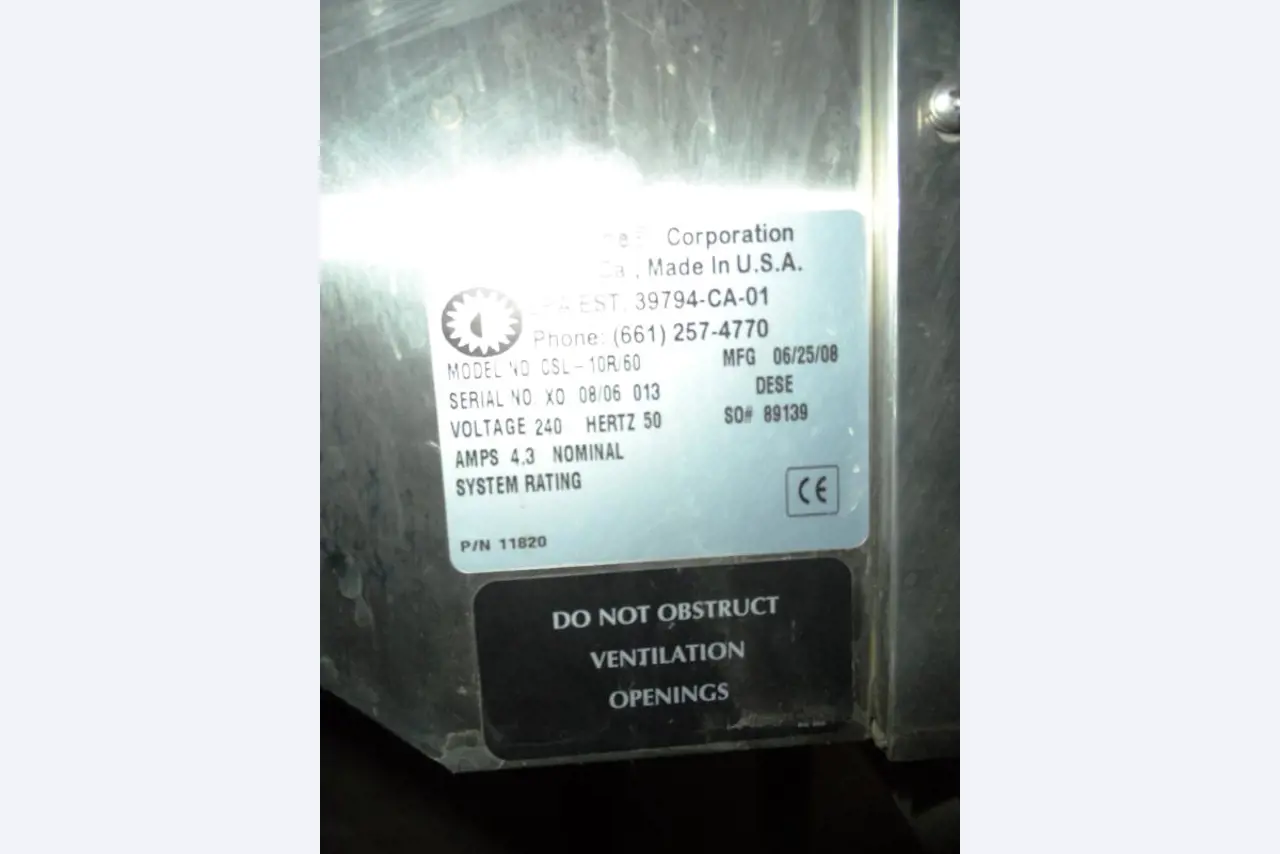 Corporation
Made In U.S.A.
EST. 39794-CA-01
Phone: (661) 257-4770
MODEL NO CSL-10R/60 MFG 06/25/08
SERIAL NO. XO 08/06 013 DESE
VOLTAGE 240 HERTZ 50 SO# 89139
AMPS 4.3 NOMINAL
SYSTEM RATING
CE
P/N 11820
DO NOT OBSTRUCT
VENTILATION
OPENINGS